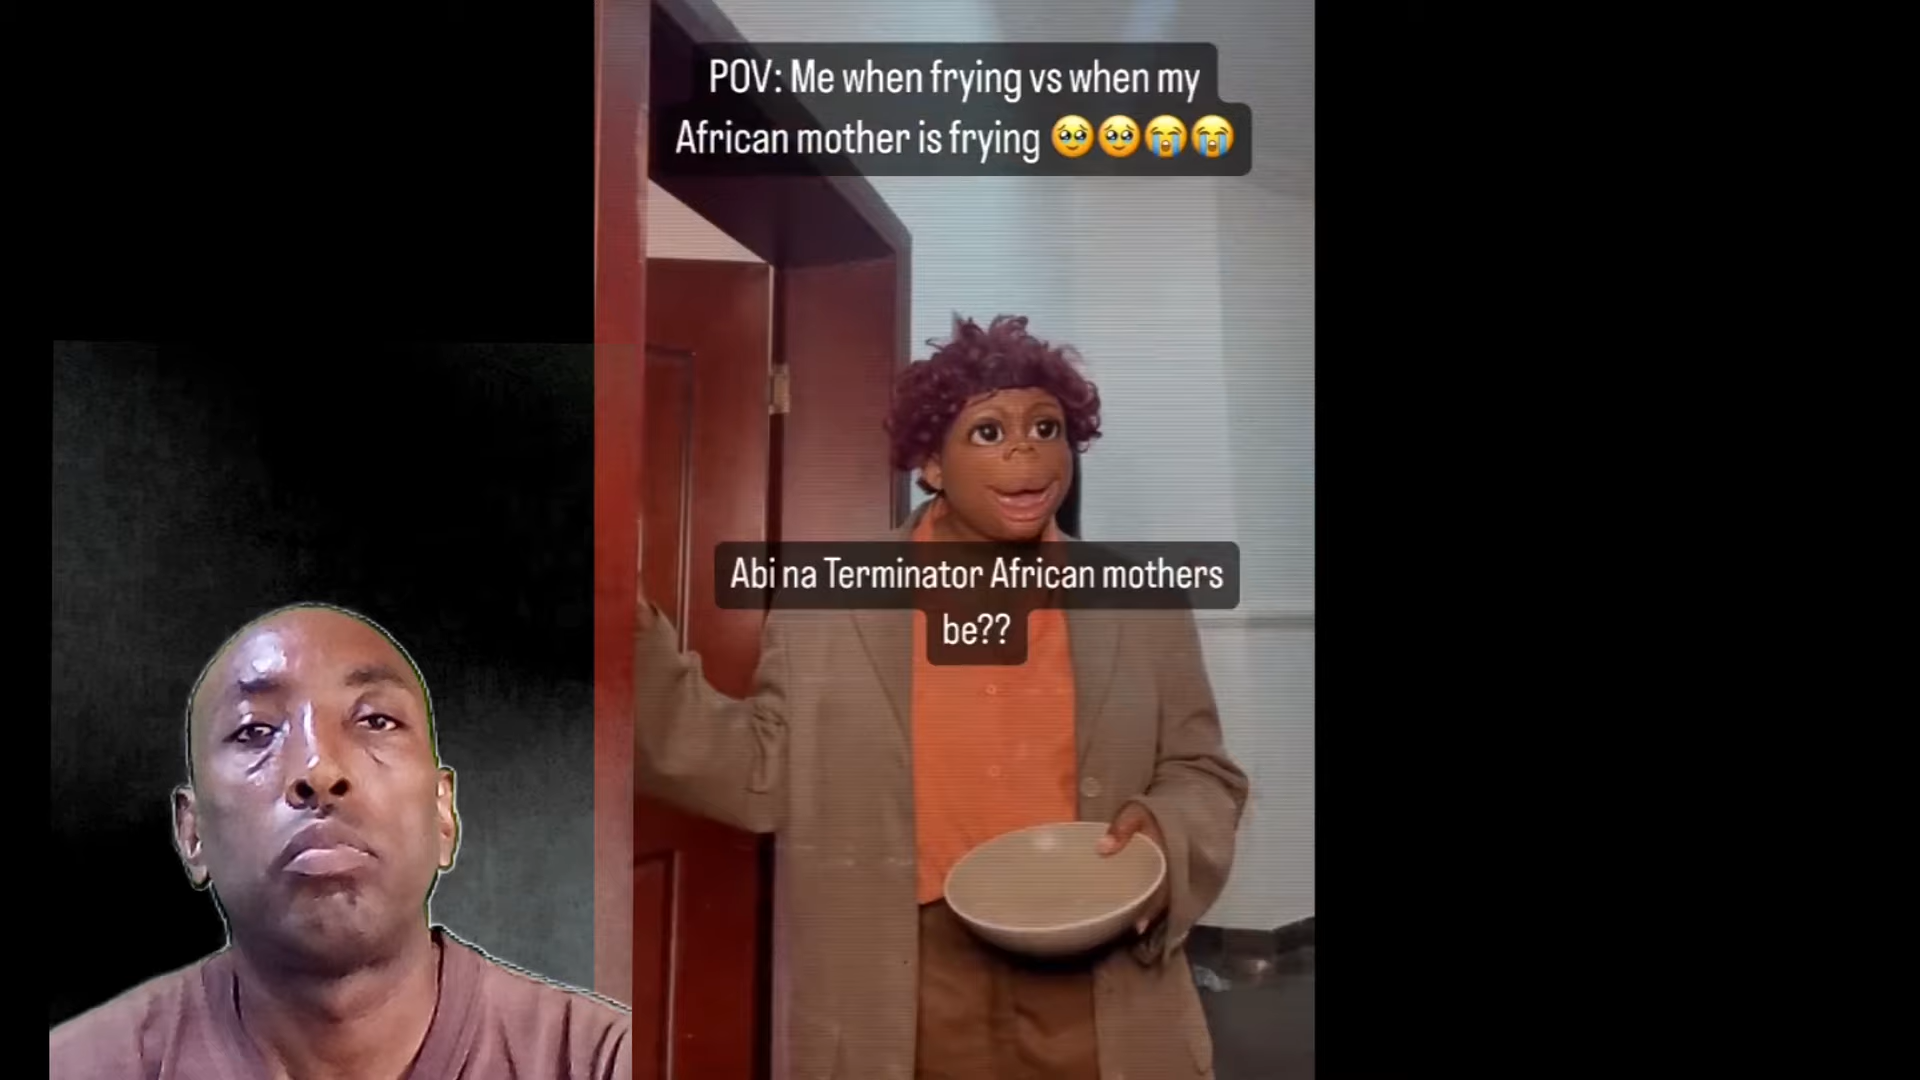 POV: Me when frying vs when my
African mother is frying 🥹🥹😭😭
Abi na Terminator African mothers
be??